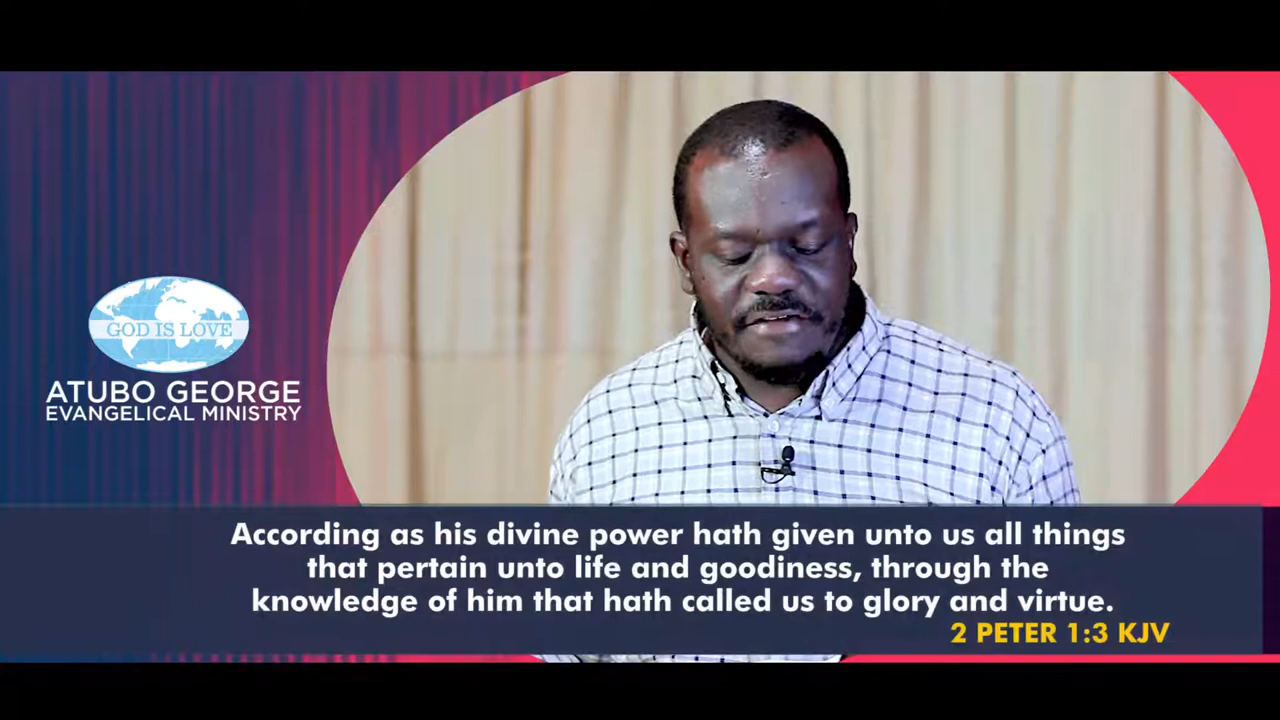 GOD IS LOVE
ATUBO GEORGE
EVANGELICAL MINISTRY
According as his divine power hath given unto us all things
that pertain unto life and goodiness, through the
knowledge of him that hath called us to glory and virtue.
2 PETER 1:3 KJV